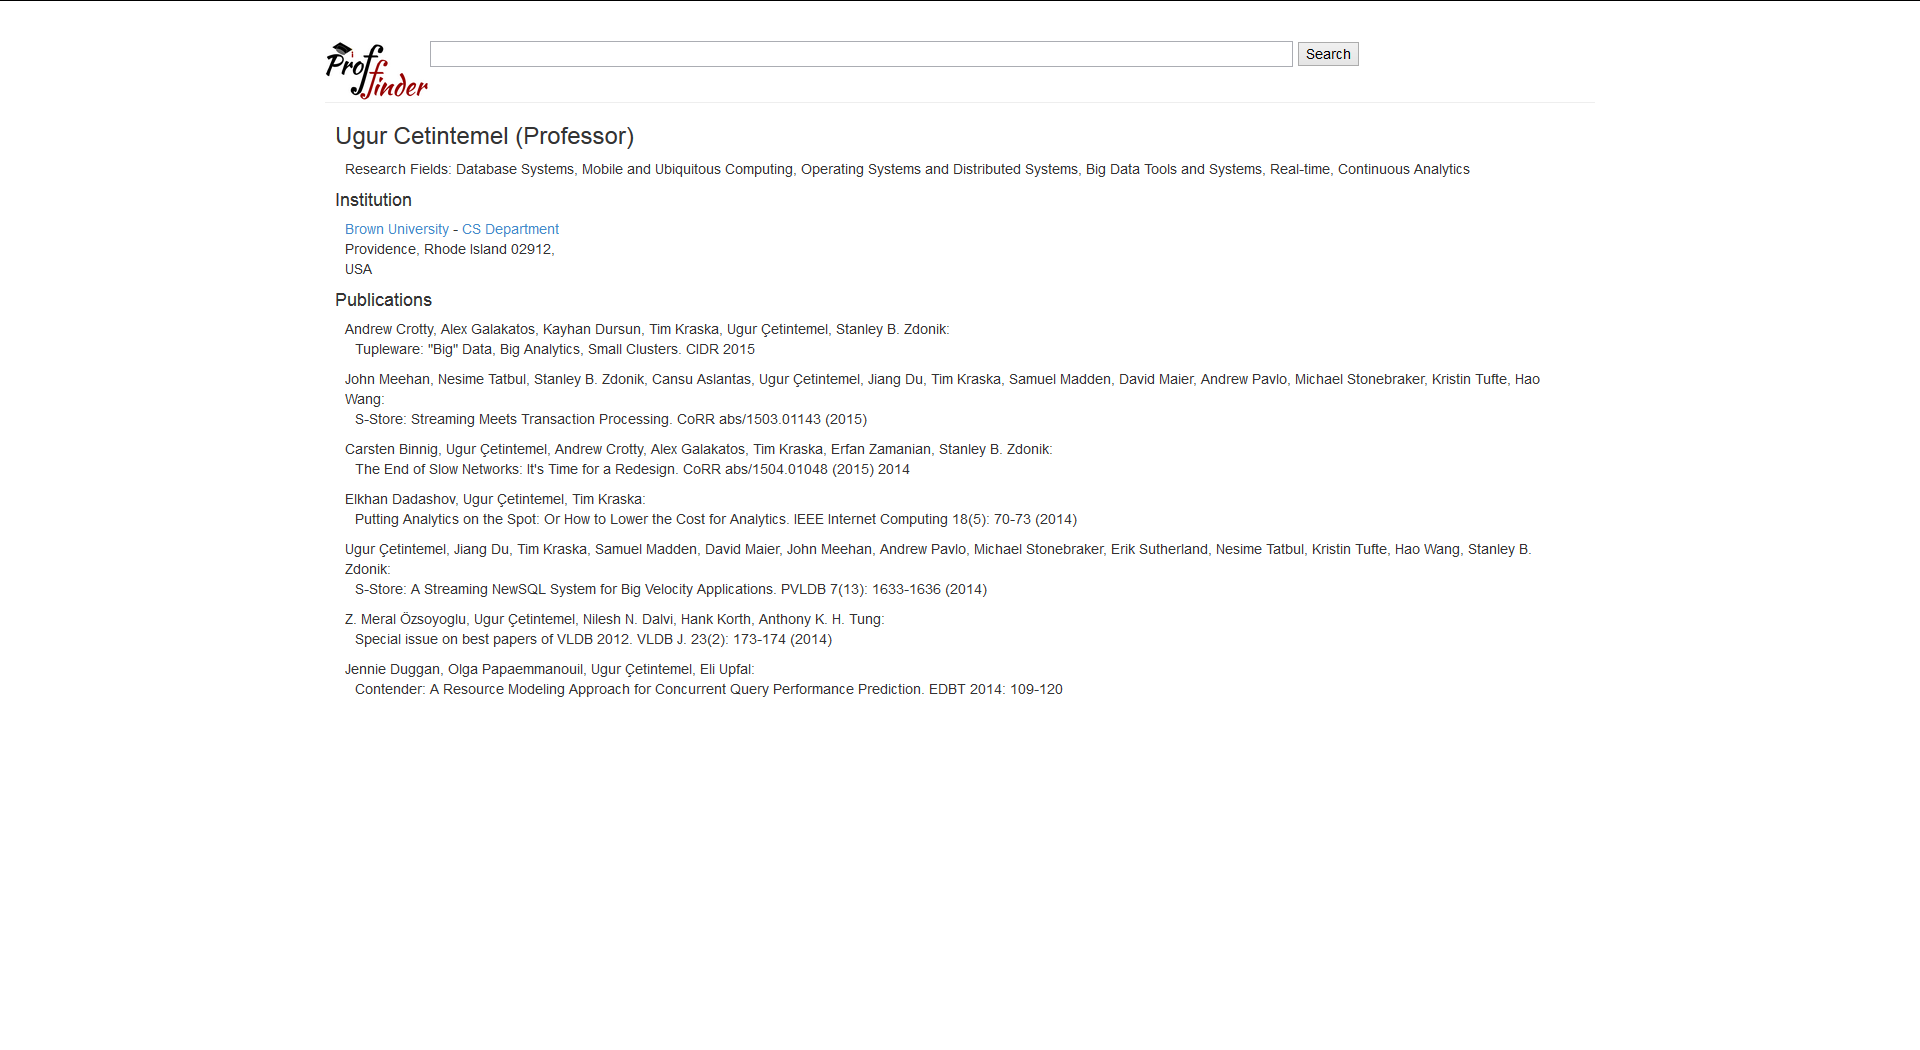 Prof
finder
Search
Ugur Cetintemel (Professor)
Research Fields: Database Systems, Mobile and Ubiquitous Computing, Operating Systems and Distributed Systems, Big Data Tools and Systems, Real-time, Continuous Analytics
Institution
Brown University - CS Department
Providence, Rhode Island 02912,
USA
Publications
Andrew Crotty, Alex Galakatos, Kayhan Dursun, Tim Kraska, Ugur Çetintemel, Stanley B. Zdonik:
Tupleware: "Big" Data, Big Analytics, Small Clusters. CIDR 2015
John Meehan, Nesime Tatbul, Stanley B. Zdonik, Cansu Aslantas, Ugur Çetintemel, Jiang Du, Tim Kraska, Samuel Madden, David Maier, Andrew Pavlo, Michael Stonebraker, Kristin Tufte, Hao
Wang:
S-Store: Streaming Meets Transaction Processing. CoRR abs/1503.01143 (2015)
Carsten Binnig, Ugur Çetintemel, Andrew Crotty, Alex Galakatos, Tim Kraska, Erfan Zamanian, Stanley B. Zdonik:
The End of Slow Networks: It's Time for a Redesign. CoRR abs/1504.01048 (2015) 2014
Elkhan Dadashov, Ugur Çetintemel, Tim Kraska:
Putting Analytics on the Spot: Or How to Lower the Cost for Analytics. IEEE Internet Computing 18(5): 70-73 (2014)
Ugur Çetintemel, Jiang Du, Tim Kraska, Samuel Madden, David Maier, John Meehan, Andrew Pavlo, Michael Stonebraker, Erik Sutherland, Nesime Tatbul, Kristin Tufte, Hao Wang, Stanley B.
Zdonik:
S-Store: A Streaming NewSQL System for Big Velocity Applications. PVLDB 7(13): 1633-1636 (2014)
Z. Meral Özsoyoglu, Ugur Çetintemel, Nilesh N. Dalvi, Hank Korth, Anthony K. H. Tung:
Special issue on best papers of VLDB 2012. VLDB J. 23(2): 173-174 (2014)
Jennie Duggan, Olga Papaemmanouil, Ugur Çetintemel, Eli Upfal:
Contender: A Resource Modeling Approach for Concurrent Query Performance Prediction. EDBT 2014: 109-120